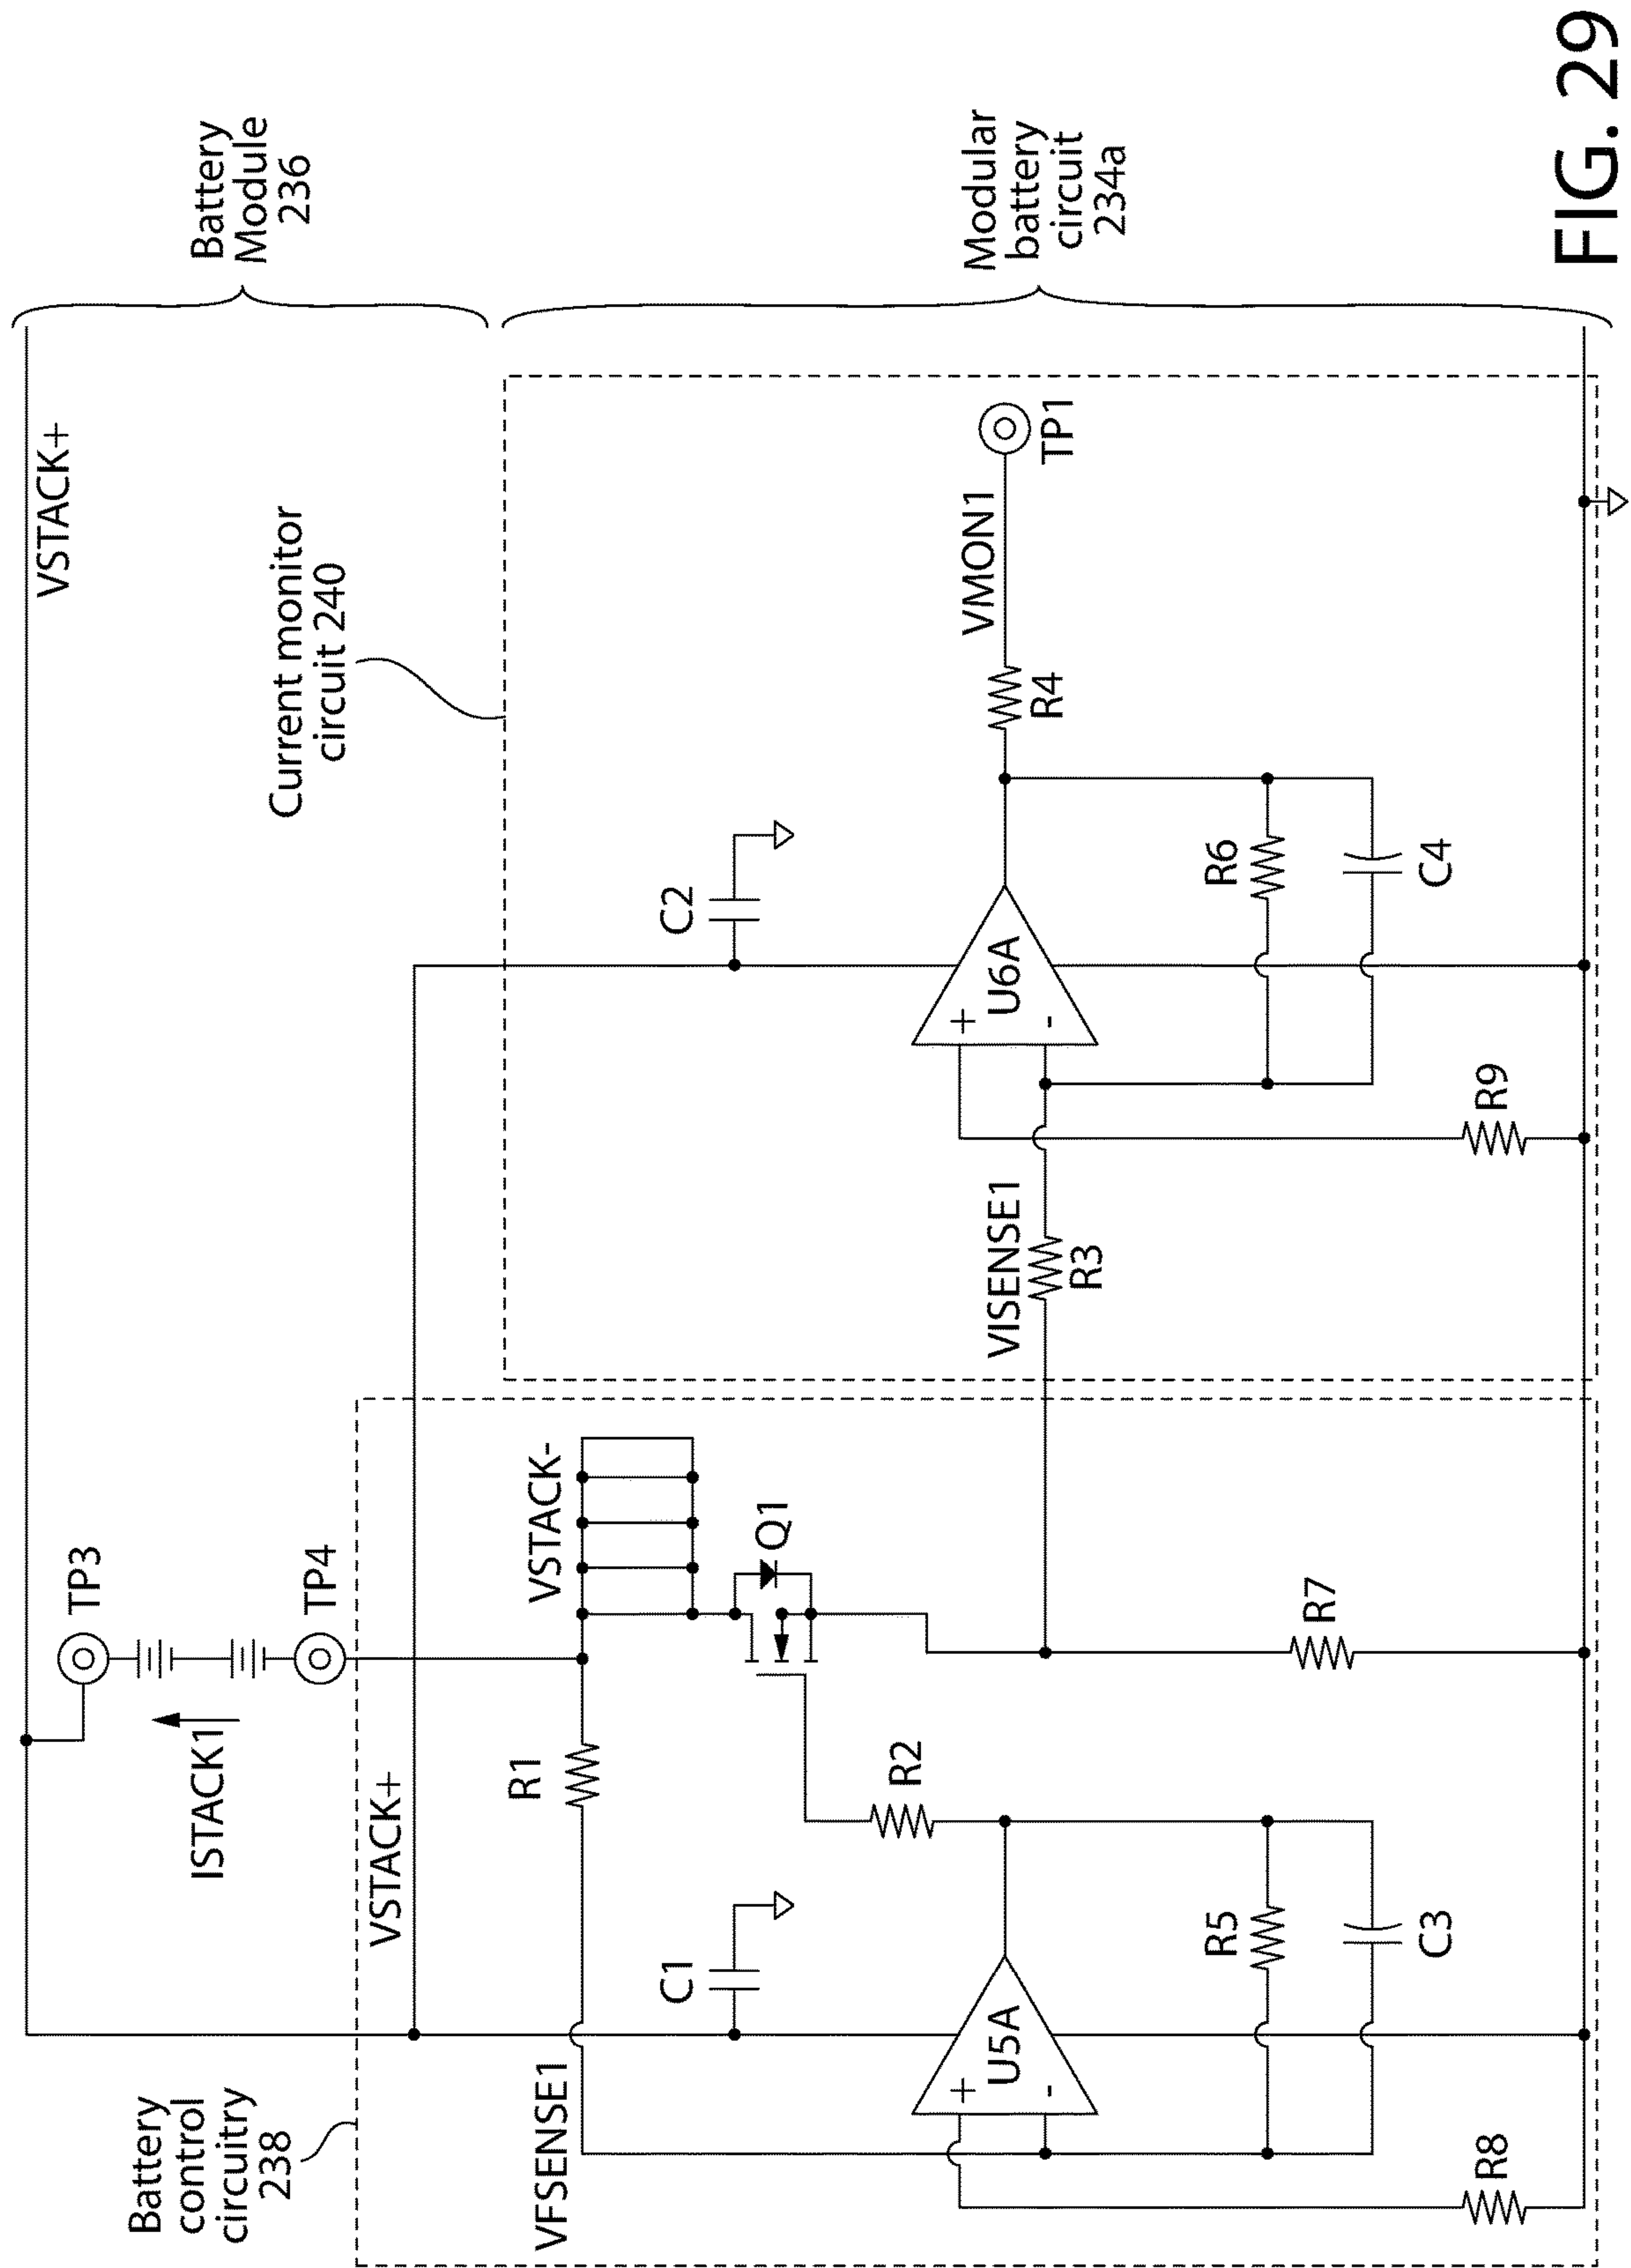 Battery
control
circuitry
238
ISTACK1
TP3
TP4
VSTACK+
Battery
Module
236
VSTACK+
Current monitor
circuit 240
VFSENSE1
R1
VSTACK-
C1
C2
Q1
R2
U5A
+
-
R5
C3
R8
R7
VISENSE1
R3
U6A
+
-
R6
C4
R9
R4
VMON1
TP1
Modular
battery
circuit
234a
FIG. 29